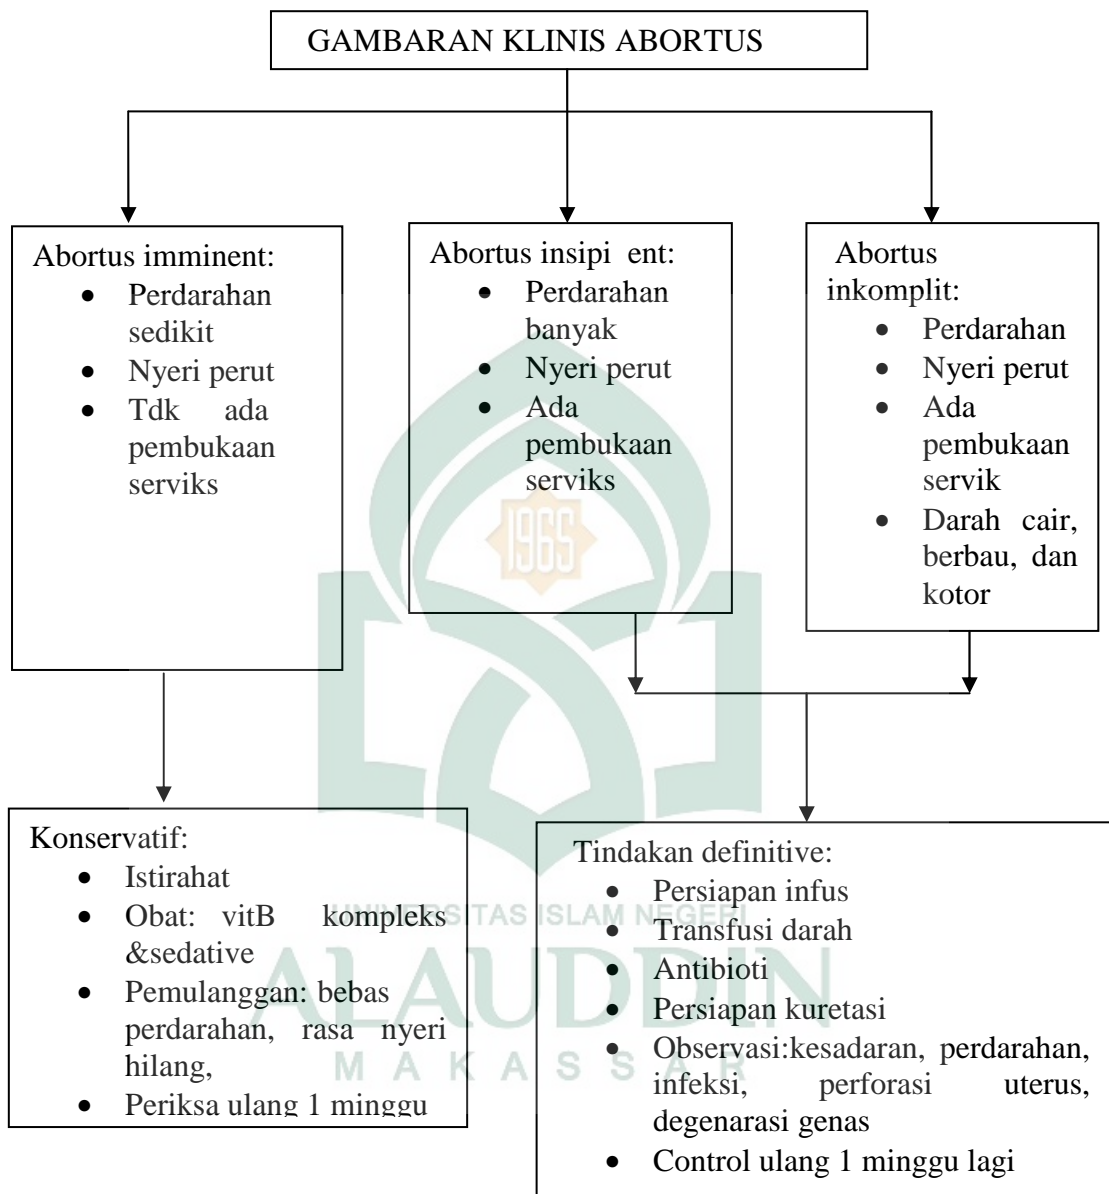 GAMBARAN KLINIS ABORTUS
Abortus imminent:
• Perdarahan
sedikit
• Nyeri perut
• Tdk ada
pembukaan
serviks
Abortus insipi ent:
• Perdarahan
banyak
• Nyeri perut
• Ada
pembukaan
serviks
Abortus
inkomplit:
• Perdarahan
• Nyeri perut
• Ada
pembukaan
servik
• Darah cair,
berbau, dan
kotor
1965
Konservatif:
• Istirahat
• Obat: vitB kompleks
&sedative
• Pemulanggan: bebas
perdarahan, rasa nyeri
hilang,
• Periksa ulang 1 minggu
Tindakan definitive:
• Persiapan infus
• Transfusi darah
• Antibioti
• Persiapan kuretasi
• Observasi:kesadaran, perdarahan,
infeksi, perforasi uterus,
degenarasi genas
• Control ulang 1 minggu lagi
UNIVERSITAS ISLAM NEGERI
ALAUDDIN
MAKASSAR